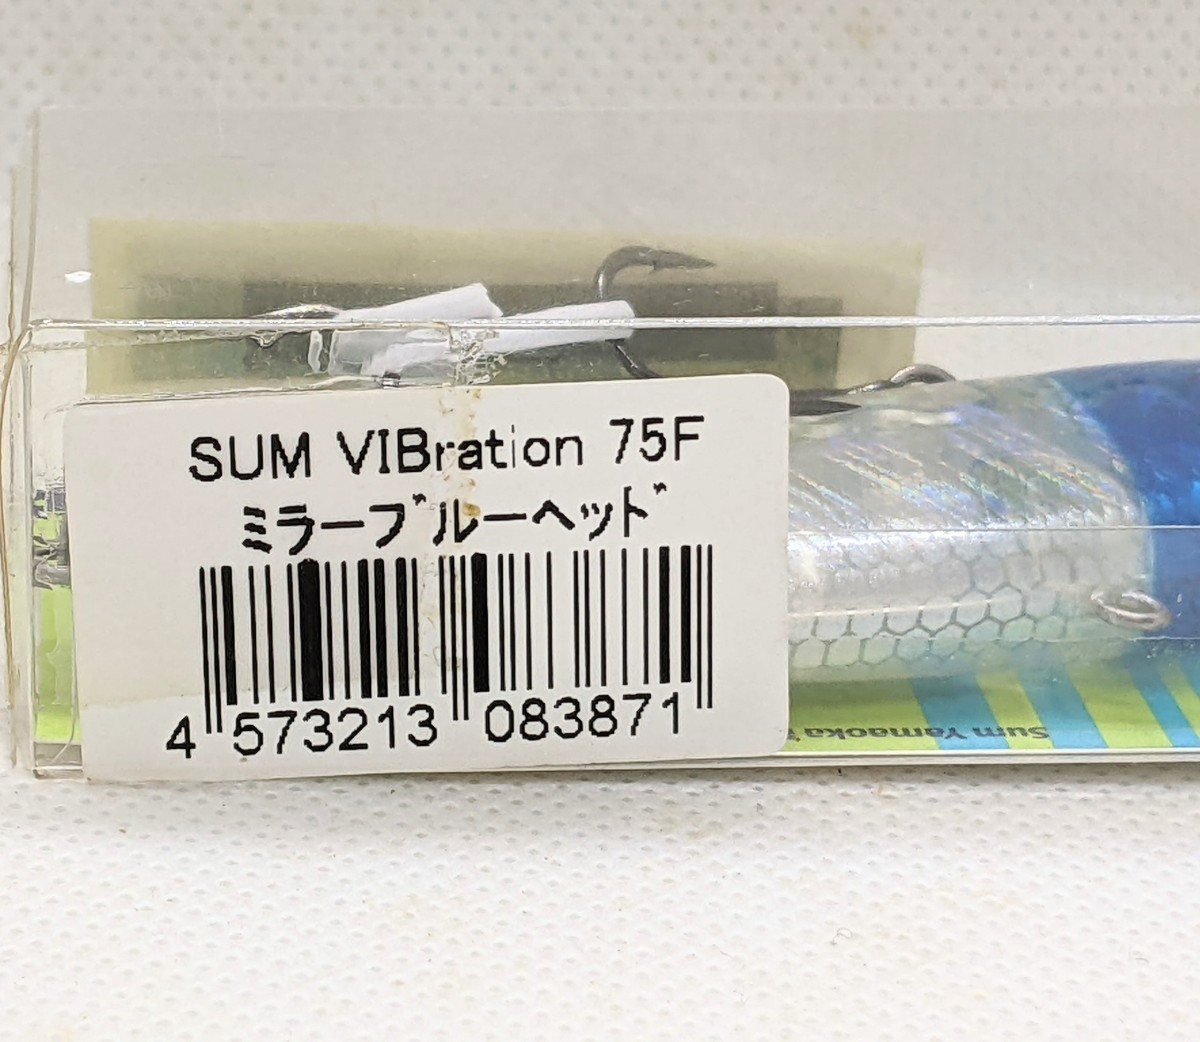 SUM VIBration 75F
ミラーブルーヘッド
4 573213 083871
Sum Yamaoka